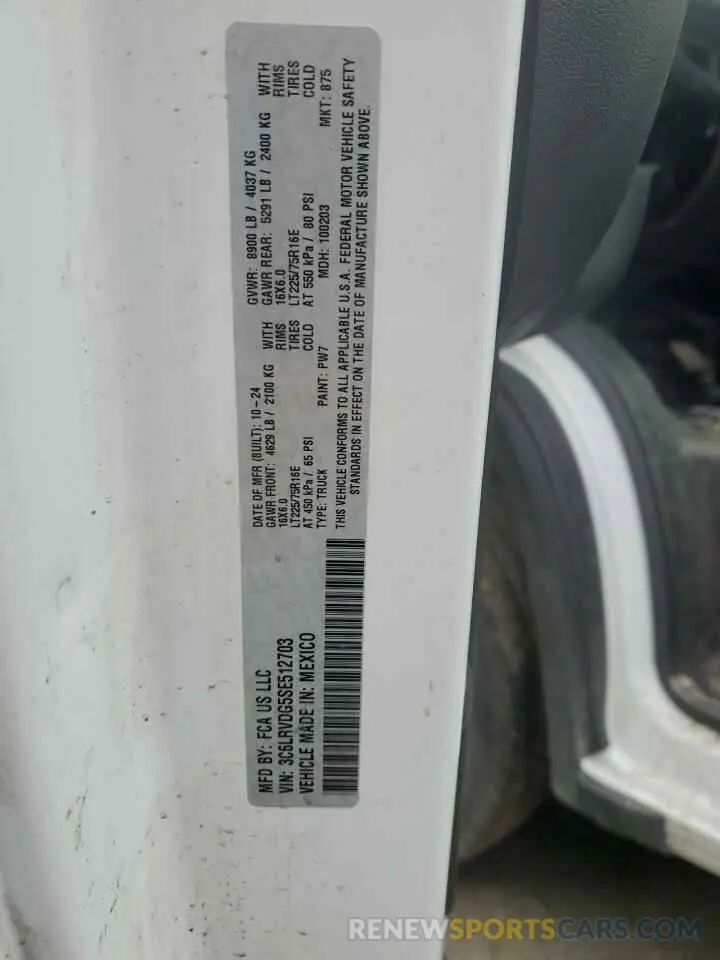 MFD BY: FCA US LLC
VIN: 3C6LRVDG5SE512703
VEHICLE MADE IN: MEXICO
DATE OF MFR (BUILT): 10-24 GVWR: 8900 LB / 4037 KG
GAWR FRONT: 4629 LB / 2100 KG WITH GAWR REAR: 5291 LB / 2400 KG WITH
16X6.0 RIMS 16X6.0 RIMS
LT225/75R16E TIRES LT225/75R16E TIRES
AT 450 kPa / 65 PSI COLD AT 550 kPa / 80 PSI COLD
TYPE: TRUCK PAINT: PW7 MDH: 100203 MKT: 875
THIS VEHICLE CONFORMS TO ALL APPLICABLE U.S.A. FEDERAL MOTOR VEHICLE SAFETY
STANDARDS IN EFFECT ON THE DATE OF MANUFACTURE SHOWN ABOVE.
RENEWSPORTSCARS.COM